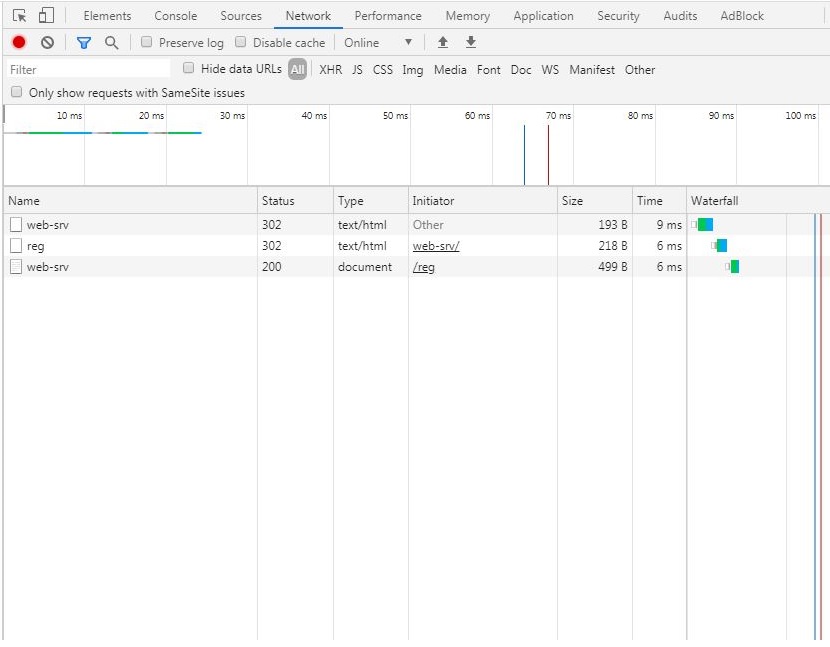 Elements Console Sources Network Performance Memory Application Security Audits AdBlock
Preserve log Disable cache Online
Filter Hide data URLs All XHR JS CSS Img Media Font Doc WS Manifest Other
Only show requests with SameSite issues
10 ms 20 ms 30 ms 40 ms 50 ms 60 ms 70 ms 80 ms 90 ms 100 ms
Name Status Type Initiator Size Time Waterfall
web-srv 302 text/html Other 193 B 9 ms
reg 302 text/html web-srv/ 218 B 6 ms
web-srv 200 document /reg 499 B 6 ms